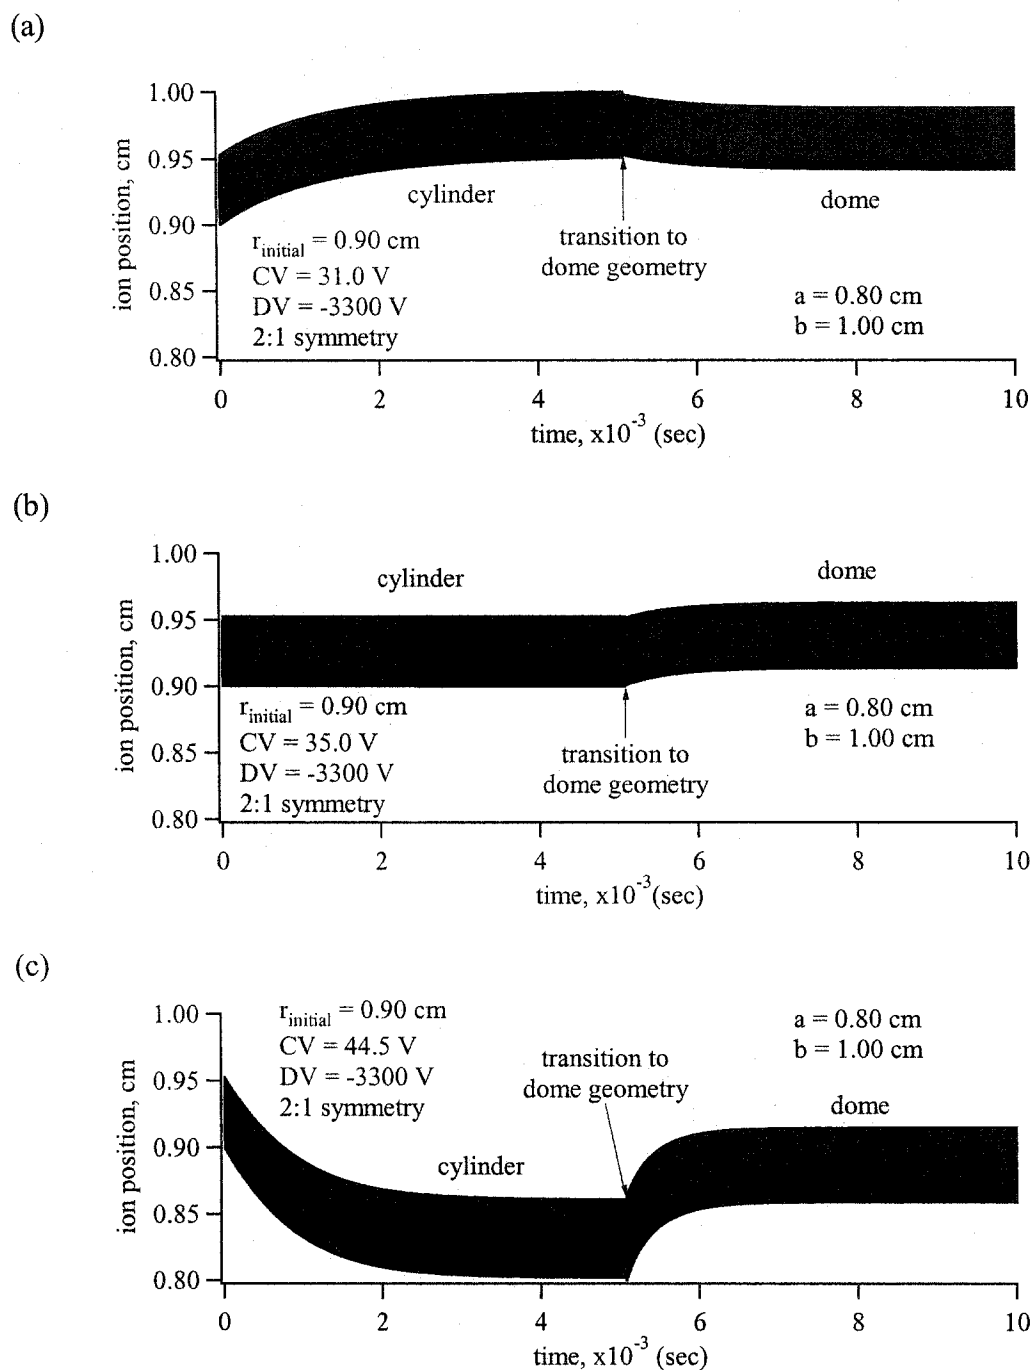 (a)
1.00
0.95
0.90
0.85
0.80
ion position, cm
cylinder
dome
transition to
dome geometry
r_initial = 0.90 cm
CV = 31.0 V
DV = -3300 V
2:1 symmetry
a = 0.80 cm
b = 1.00 cm
0 2 4 6 8 10
time, x10^-3 (sec)
(b)
1.00
0.95
0.90
0.85
0.80
ion position, cm
cylinder
dome
r_initial = 0.90 cm
CV = 35.0 V
DV = -3300 V
2:1 symmetry
transition to
dome geometry
a = 0.80 cm
b = 1.00 cm
0 2 4 6 8 10
time, x10^-3(sec)
(c)
1.00
0.95
0.90
0.85
0.80
ion position, cm
r_initial = 0.90 cm
CV = 44.5 V
DV = -3300 V
2:1 symmetry
transition to
dome geometry
a = 0.80 cm
b = 1.00 cm
dome
cylinder
0 2 4 6 8 10
time, x10^-3 (sec)